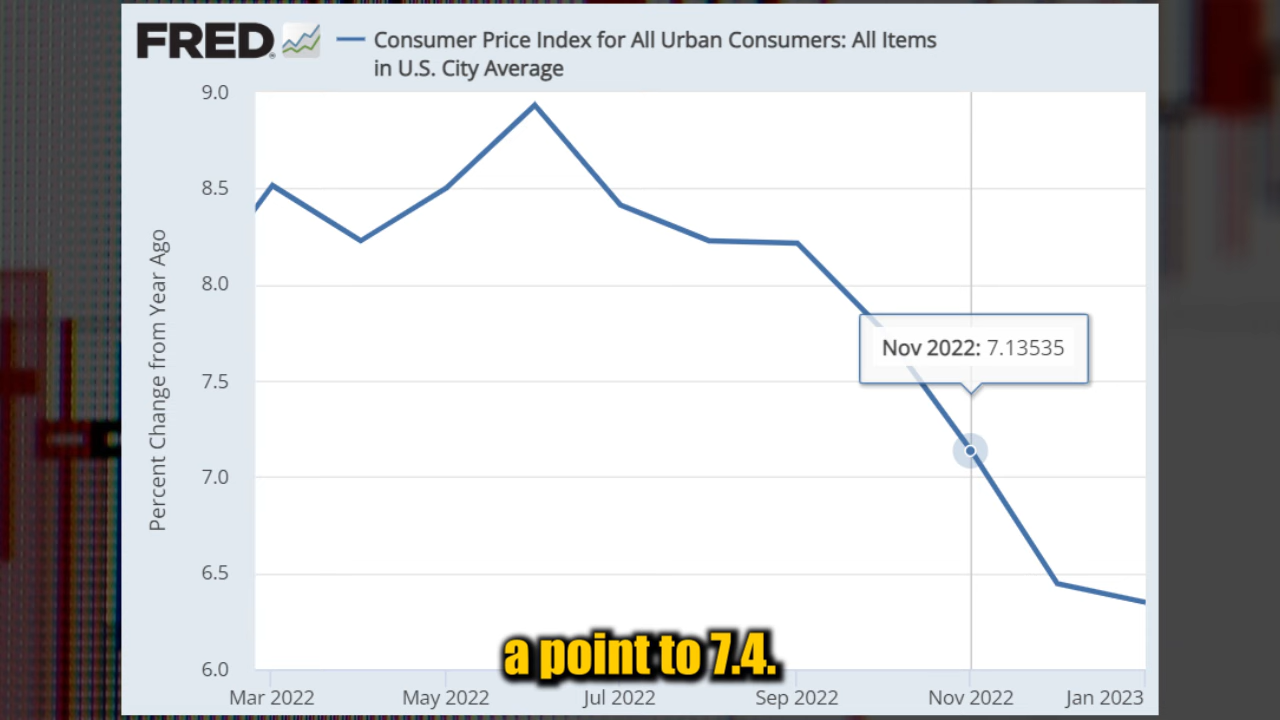 FRED
Consumer Price Index for All Urban Consumers: All Items
in U.S. City Average
9.0
8.5
8.0
7.5
7.0
6.5
6.0
Percent Change from Year Ago
Nov 2022: 7.13535
a point to 7.4.
Mar 2022
May 2022
Jul 2022
Sep 2022
Nov 2022
Jan 2023